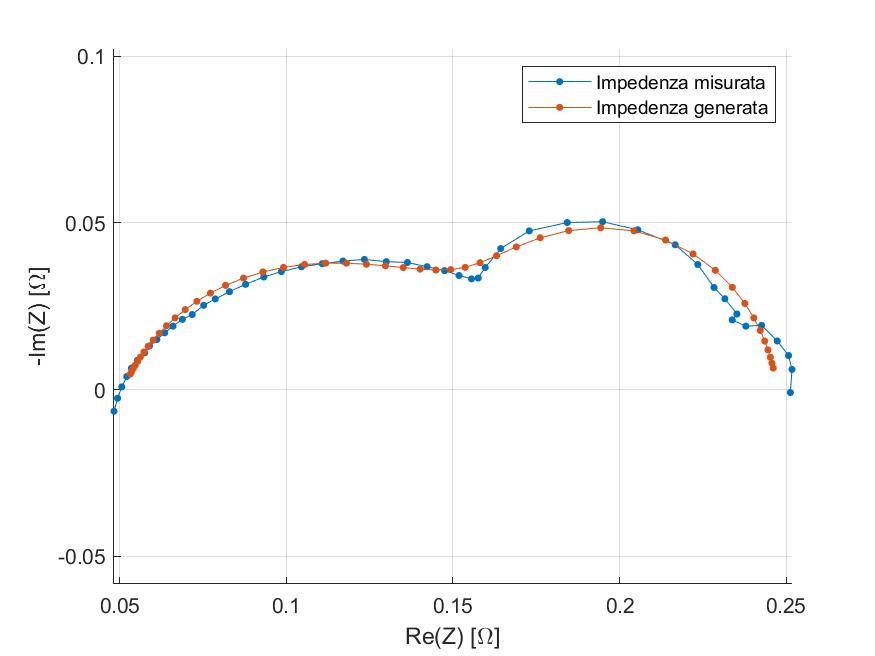 Impedenza misurata
Impedenza generata
0.1
0.05
0
-0.05
-Im(Z) [Ω]
0.05 0.1 0.15 0.2 0.25
Re(Z) [Ω]